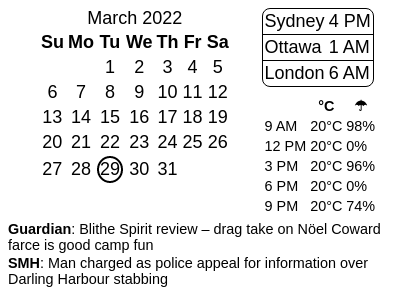 March 2022
Su Mo Tu We Th Fr Sa
1 2 3 4 5
6 7 8 9 10 11 12
13 14 15 16 17 18 19
20 21 22 23 24 25 26
27 28 29 30 31
Sydney 4 PM
Ottawa 1 AM
London 6 AM
°C ☂
9 AM 20°C 98%
12 PM 20°C 0%
3 PM 20°C 96%
6 PM 20°C 0%
9 PM 20°C 74%
Guardian: Blithe Spirit review – drag take on Nöel Coward
farce is good camp fun
SMH: Man charged as police appeal for information over
Darling Harbour stabbing